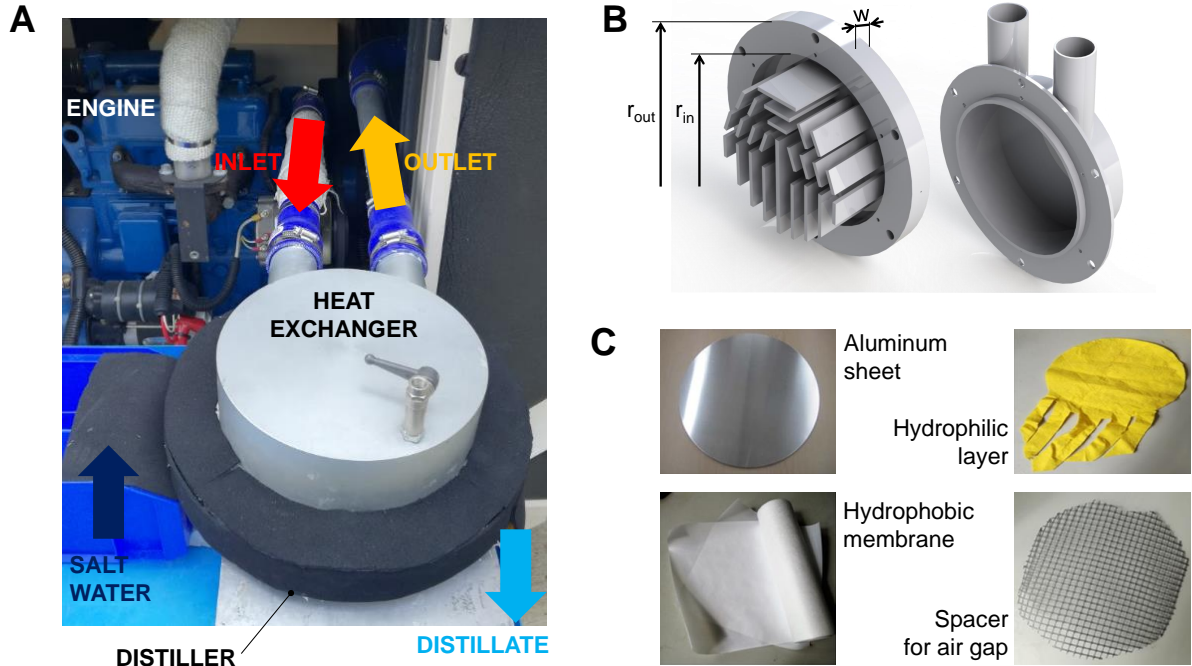 A
ENGINE
INLET
OUTLET
HEAT
EXCHANGER
SALT
WATER
DISTILLER
DISTILLATE
B
w
r_out
r_in
C
Aluminum
sheet
Hydrophilic
layer
Hydrophobic
membrane
Spacer
for air gap